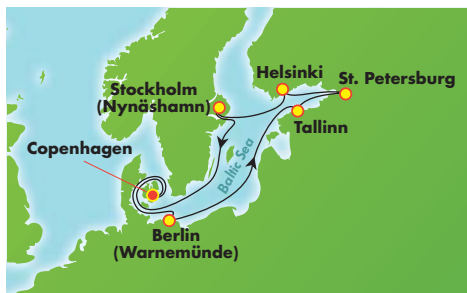 Helsinki
St. Petersburg
Stockholm
(Nynäshamn)
Tallinn
Copenhagen
Baltic Sea
Berlin
(Warnemünde)